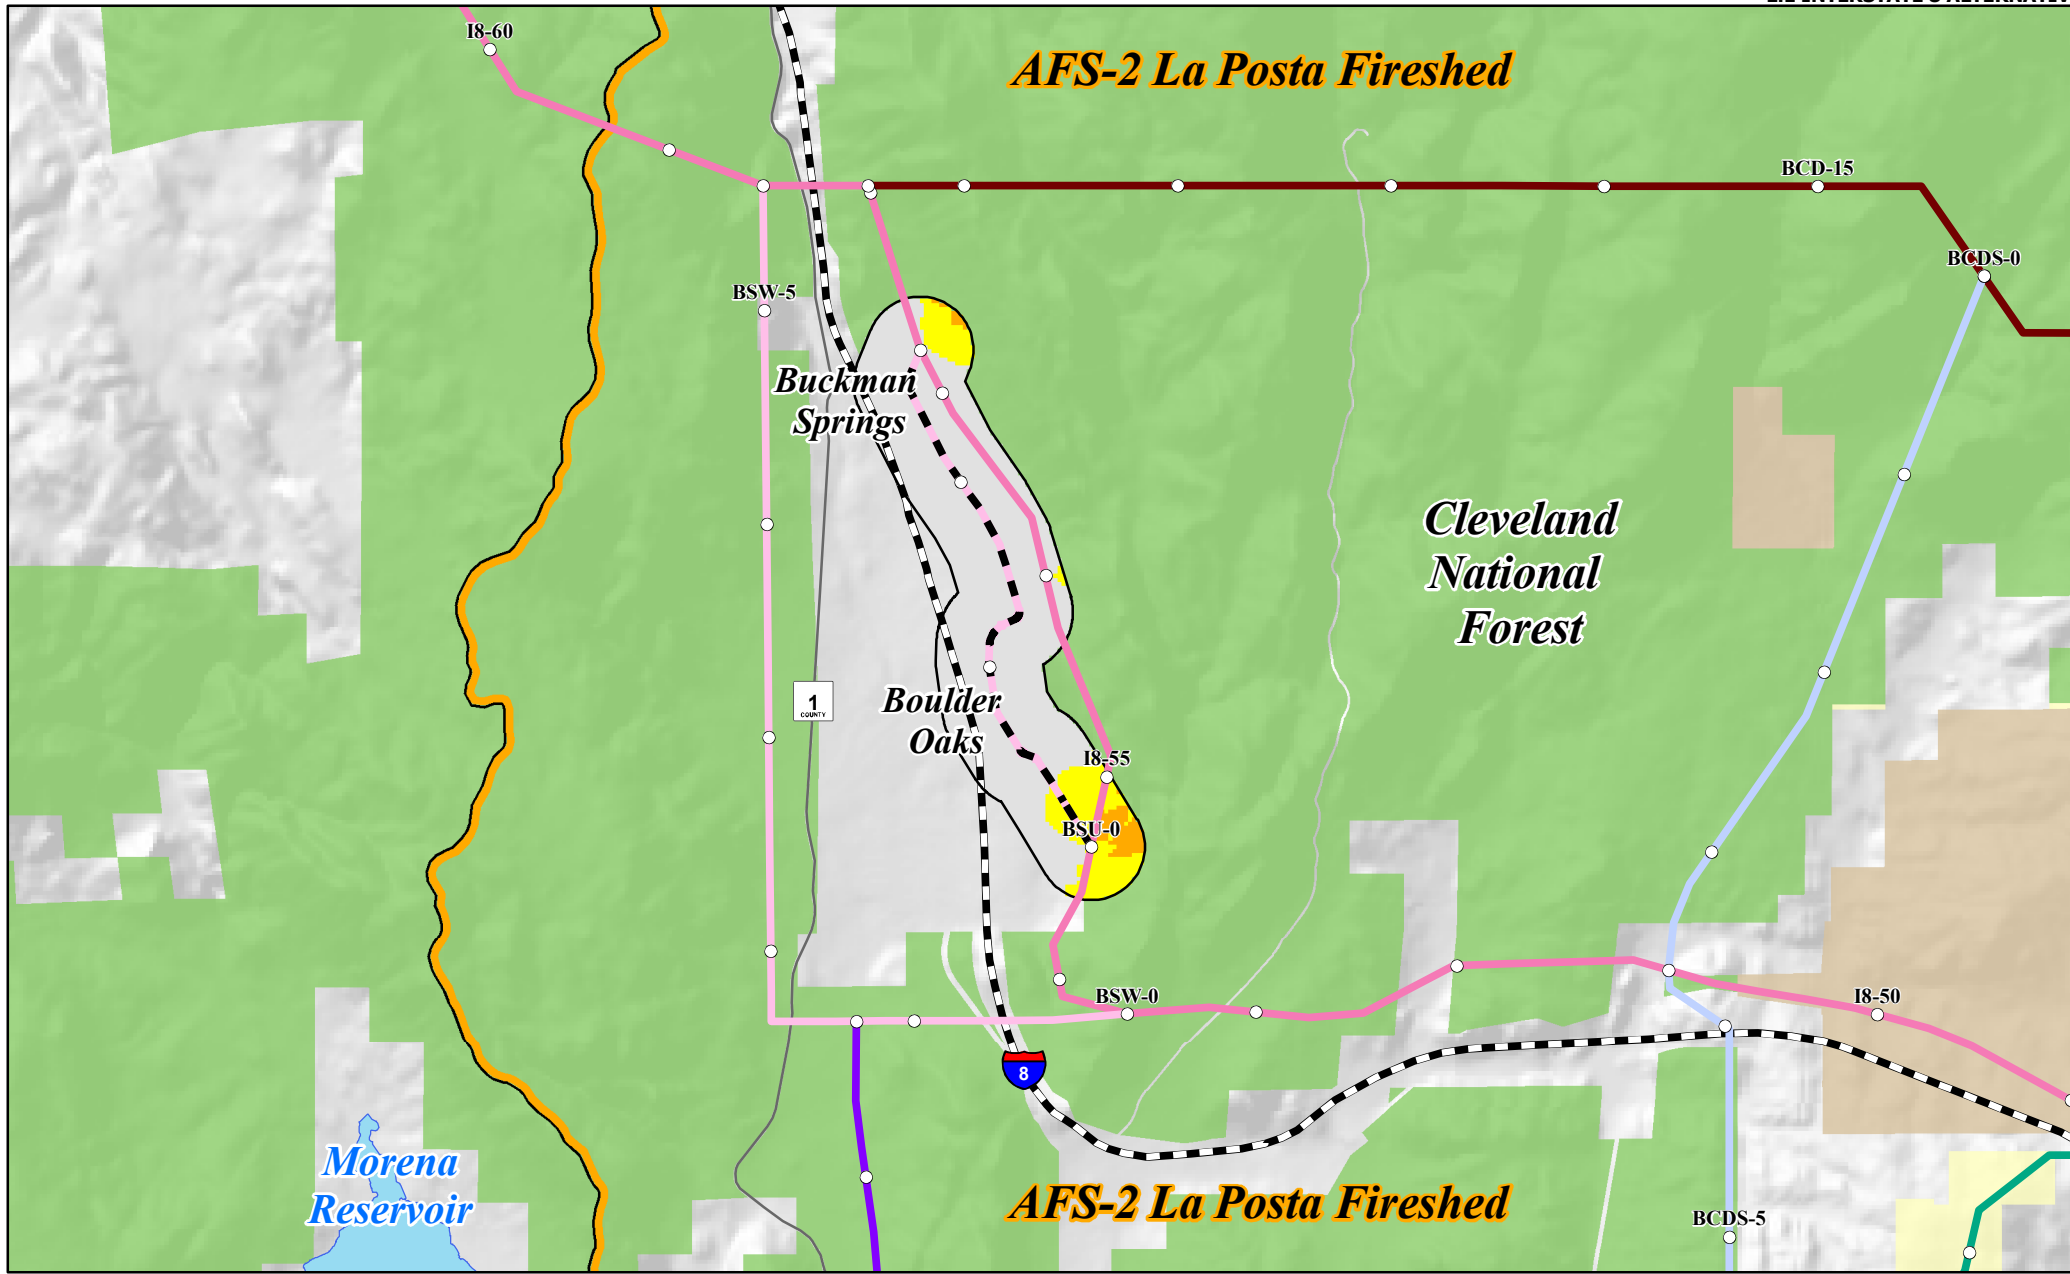 I8-60
AFS-2 La Posta Fireshed
BCD-15
BCDS-0
BSW-5
Buckman
Springs
Cleveland
National
Forest
1
COUNTY
Boulder
Oaks
I8-55
BSU-0
BSW-0
I8-50
8
Morena
Reservoir
AFS-2 La Posta Fireshed
BCDS-5